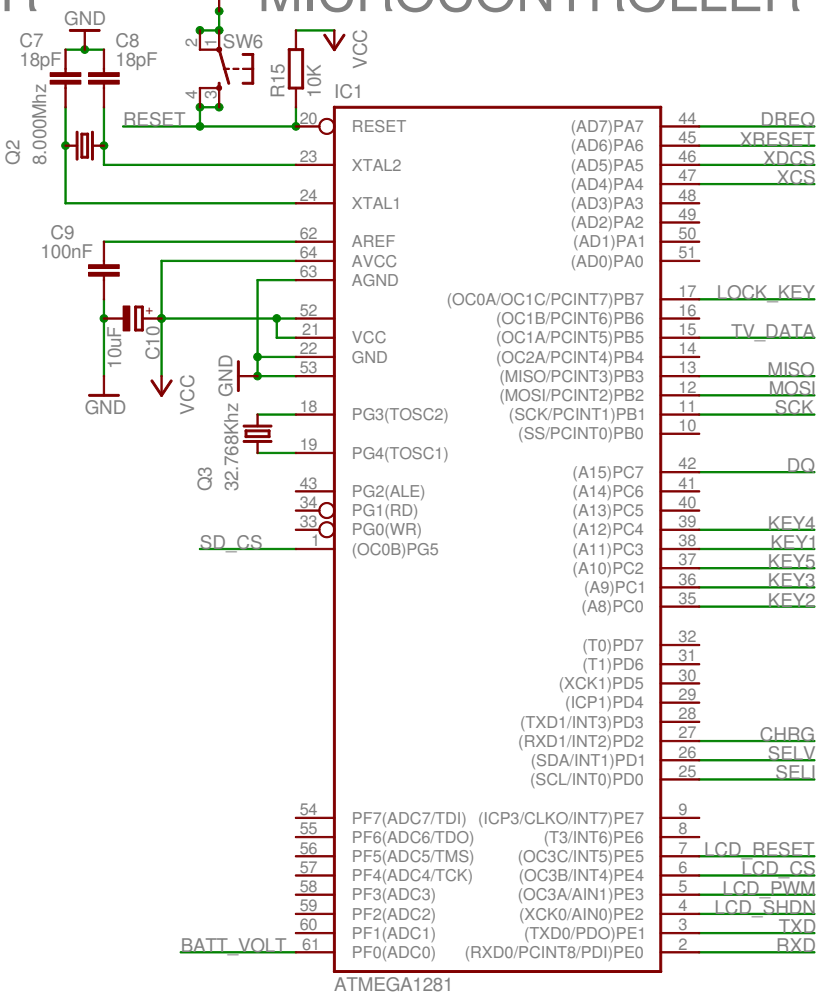 R MICROCONTROLLER
GND
C7
18pF
C8
18pF
2
1
SW6
4
3
R15
10K
VCC
IC1
RESET
Q2
8.000Mhz
C9
100nF
10uF
+
C10
GND
VCC
GND
Q3
32.768Khz
SD_CS
BATT_VOLT
20 RESET
23 XTAL2
24 XTAL1
62 AREF
64 AVCC
63 AGND
52
21 VCC
22 GND
53
18 PG3(TOSC2)
19 PG4(TOSC1)
43 PG2(ALE)
34 PG1(RD)
33 PG0(WR)
1 (OC0B)PG5
54 PF7(ADC7/TDI)
55 PF6(ADC6/TDO)
56 PF5(ADC5/TMS)
57 PF4(ADC4/TCK)
58 PF3(ADC3)
59 PF2(ADC2)
60 PF1(ADC1)
61 PF0(ADC0)
(AD7)PA7 44 DREQ
(AD6)PA6 45 XRESET
(AD5)PA5 46 XDCS
(AD4)PA4 47 XCS
(AD3)PA3 48
(AD2)PA2 49
(AD1)PA1 50
(AD0)PA0 51
(OC0A/OC1C/PCINT7)PB7 17 LOCK_KEY
(OC1B/PCINT6)PB6 16
(OC1A/PCINT5)PB5 15 TV_DATA
(OC2A/PCINT4)PB4 14
(MISO/PCINT3)PB3 13 MISO
(MOSI/PCINT2)PB2 12 MOSI
(SCK/PCINT1)PB1 11 SCK
(SS/PCINT0)PB0 10
(A15)PC7 42 DQ
(A14)PC6 41
(A13)PC5 40
(A12)PC4 39 KEY4
(A11)PC3 38 KEY1
(A10)PC2 37 KEY5
(A9)PC1 36 KEY3
(A8)PC0 35 KEY2
(T0)PD7 32
(T1)PD6 31
(XCK1)PD5 30
(ICP1)PD4 29
(TXD1/INT3)PD3 28
(RXD1/INT2)PD2 27 CHRG
(SDA/INT1)PD1 26 SELV
(SCL/INT0)PD0 25 SELI
(ICP3/CLKO/INT7)PE7 9
(T3/INT6)PE6 8
(OC3C/INT5)PE5 7 LCD_RESET
(OC3B/INT4)PE4 6 LCD_CS
(OC3A/AIN1)PE3 5 LCD_PWM
(XCK0/AIN0)PE2 4 LCD_SHDN
(TXD0/PDO)PE1 3 TXD
(RXD0/PCINT8/PDI)PE0 2 RXD
ATMEGA1281